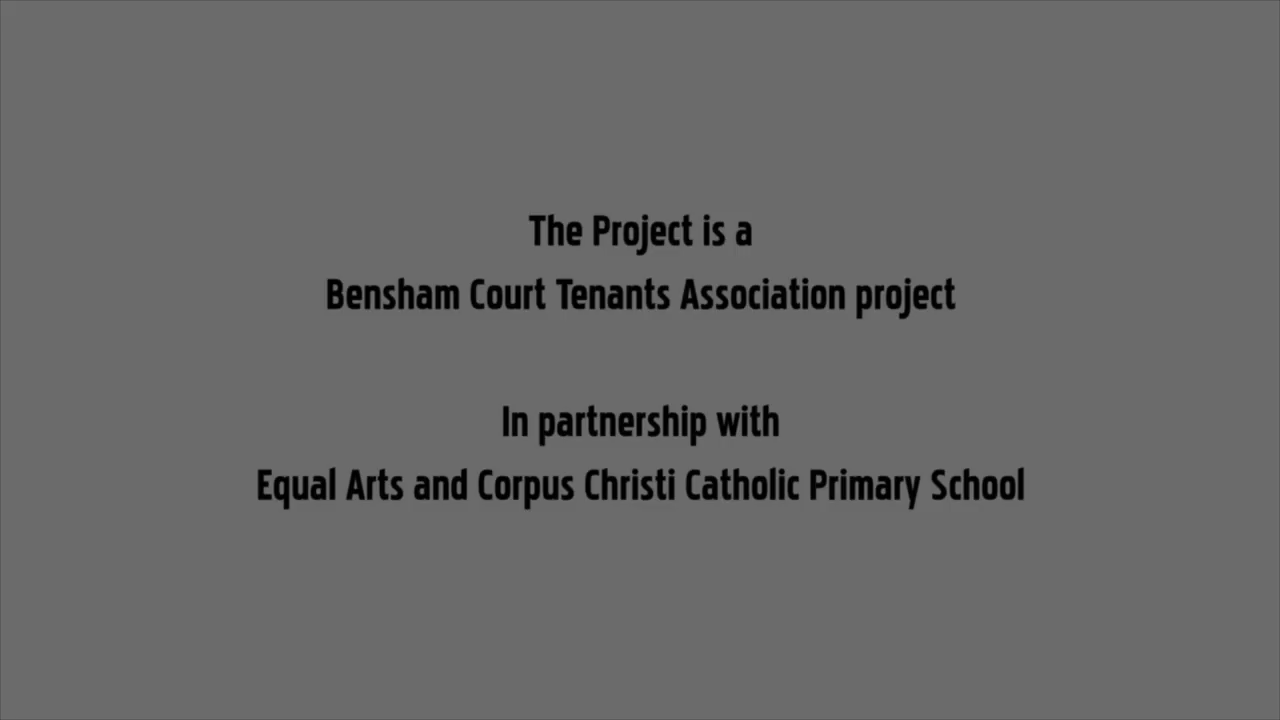 The Project is a
Bensham Court Tenants Association project
In partnership with
Equal Arts and Corpus Christi Catholic Primary School